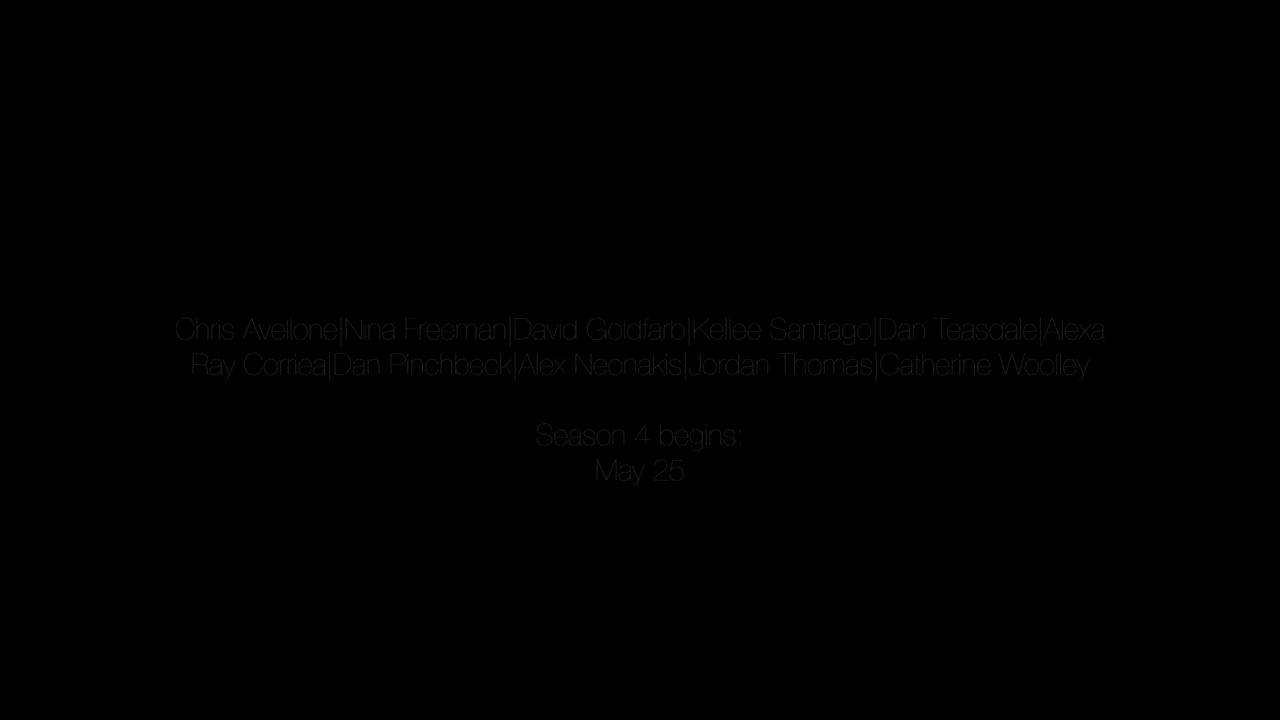 Chris Avellone|Nina Freeman|David Goldfarb|Kellee Santiago|Dan Teasdale|Alexa
Ray Corriea|Dan Pinchbeck|Alex Neonakis|Jordan Thomas|Catherine Woolley
Season 4 begins:
May 25